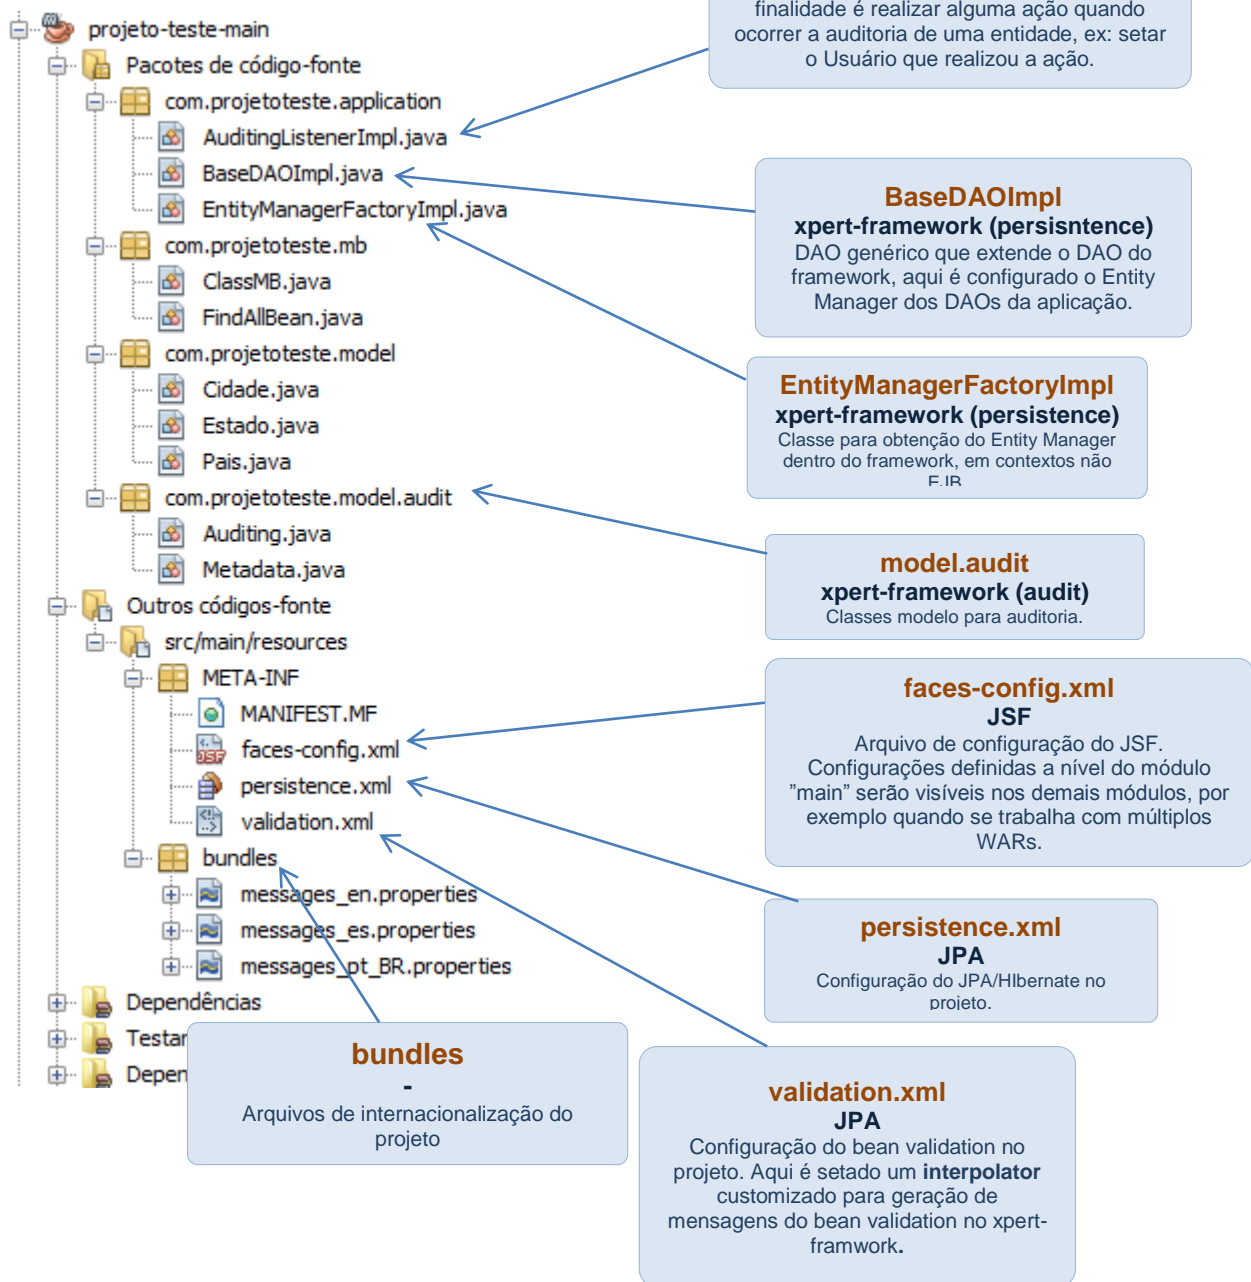 projeto-teste-main
Pacotes de código-fonte
com.projetoteste.application
AuditingListenerImpl.java
BaseDAOImpl.java
EntityManagerFactoryImpl.java
com.projetoteste.mb
ClassMB.java
FindAllBean.java
com.projetoteste.model
Cidade.java
Estado.java
Pais.java
com.projetoteste.model.audit
Auditing.java
Metadata.java
Outros códigos-fonte
src/main/resources
META-INF
MANIFEST.MF
faces-config.xml
persistence.xml
validation.xml
bundles
messages_en.properties
messages_es.properties
messages_pt_BR.properties
Dependências
Testar
Depen
finalidade é realizar alguma ação quando
ocorrer a auditoria de uma entidade, ex: setar
o Usuário que realizou a ação.
BaseDAOImpl
xpert-framework (persisntence)
DAO genérico que extende o DAO do
framework, aqui é configurado o Entity
Manager dos DAOs da aplicação.
EntityManagerFactoryImpl
xpert-framework (persistence)
Classe para obtenção do Entity Manager
dentro do framework, em contextos não
EJB
model.audit
xpert-framework (audit)
Classes modelo para auditoria.
faces-config.xml
JSF
Arquivo de configuração do JSF.
Configurações definidas a nível do módulo
”main” serão visíveis nos demais módulos, por
exemplo quando se trabalha com múltiplos
WARs.
persistence.xml
JPA
Configuração do JPA/HIbernate no
projeto.
bundles
-
Arquivos de internacionalização do
projeto
validation.xml
JPA
Configuração do bean validation no
projeto. Aqui é setado um interpolator
customizado para geração de
mensagens do bean validation no xpert-
framwork.